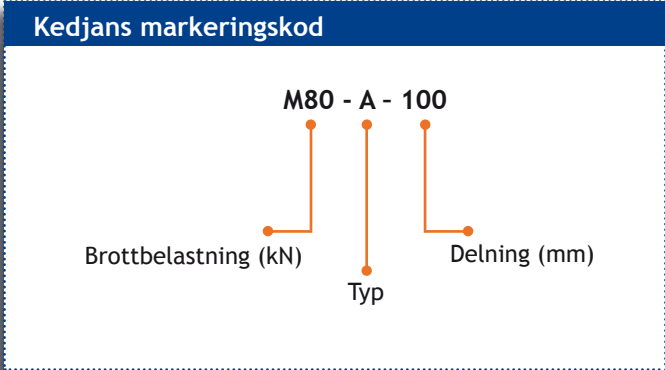 Kedjans markeringskod
M80 - A – 100
Brottbelastning (kN)
Delning (mm)
Typ